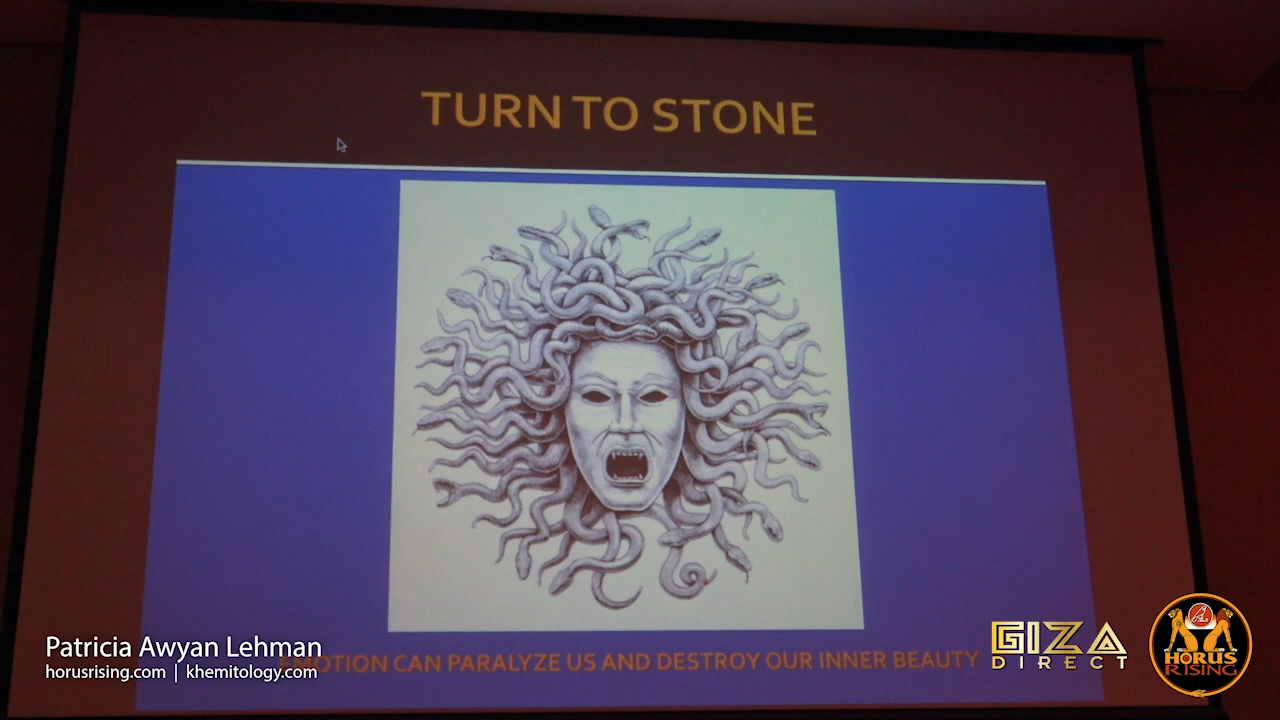 TURN TO STONE
EMOTION CAN PARALYZE US AND DESTROY OUR INNER BEAUTY
Patricia Awyan Lehman
horusrising.com | khemitology.com
GIZA
DIRECT
HORUS
RISING